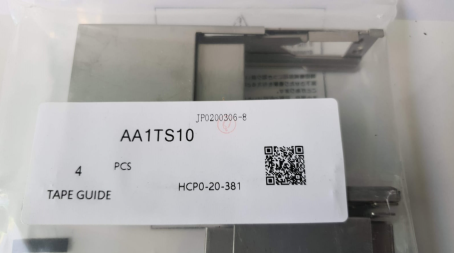 JP0200306-8
AA1TS10
4 PCS
HCP0-20-381
TAPE GUIDE